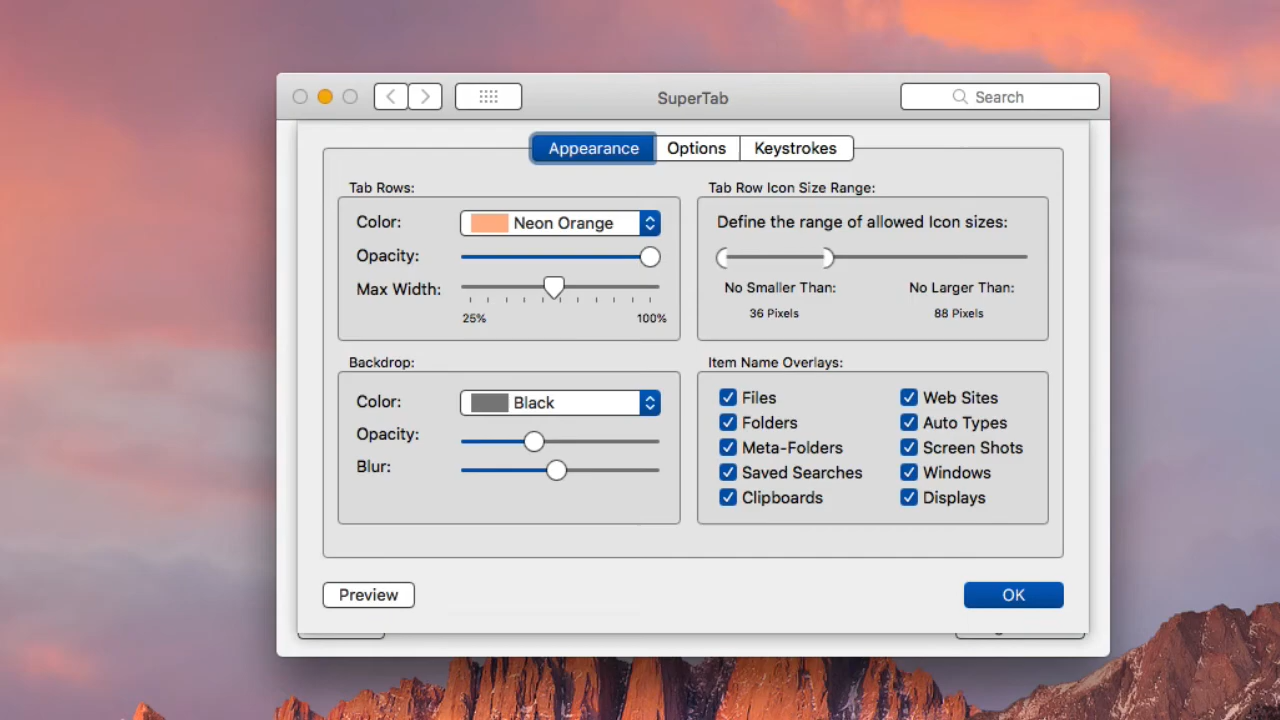 SuperTab
Search
Appearance
Options
Keystrokes
Tab Rows:
Color:
Neon Orange
Opacity:
Max Width:
25%
100%
Tab Row Icon Size Range:
Define the range of allowed Icon sizes:
No Smaller Than:
No Larger Than:
36 Pixels
88 Pixels
Backdrop:
Color:
Black
Opacity:
Blur:
Item Name Overlays:
Files
Web Sites
Folders
Auto Types
Meta-Folders
Screen Shots
Saved Searches
Windows
Clipboards
Displays
Preview
OK